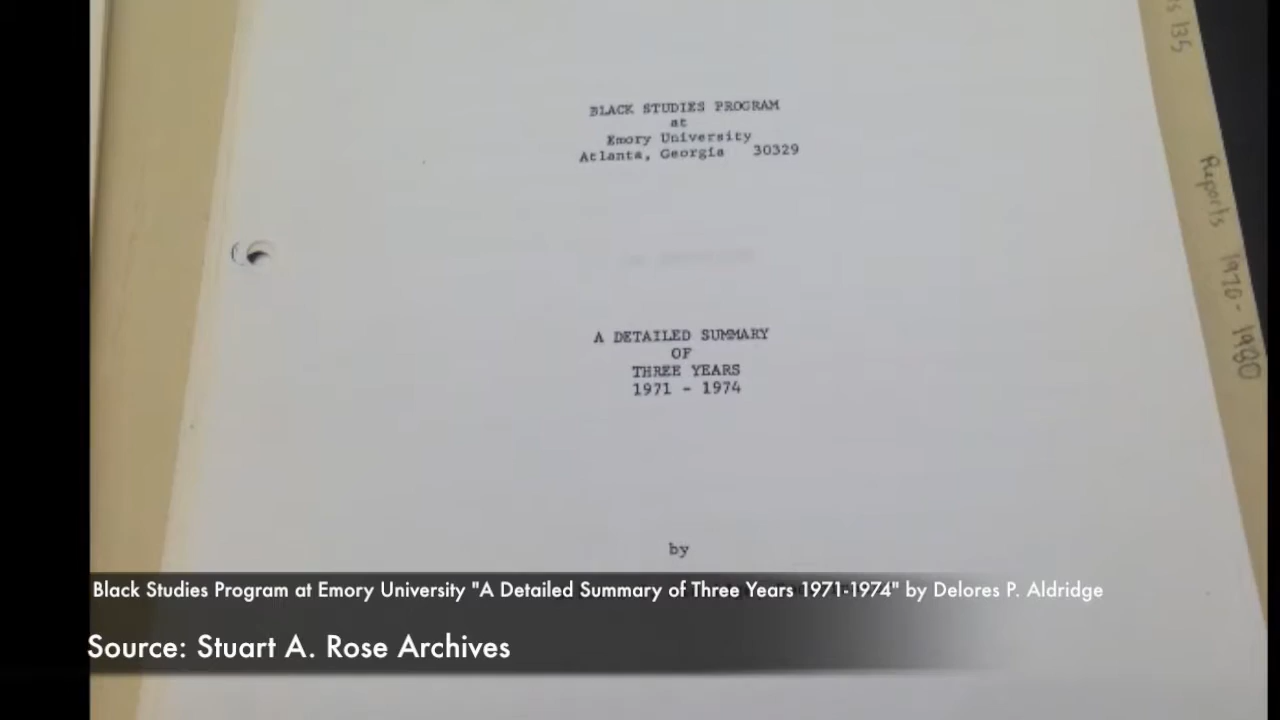 BLACK STUDIES PROGRAM
at
Emory University
Atlanta, Georgia 30329
A DETAILED SUMMARY
OF
THREE YEARS
1971 - 1974
by
Black Studies Program at Emory University "A Detailed Summary of Three Years 1971-1974" by Delores P. Aldridge
Source: Stuart A. Rose Archives
135
Reports 1970-1980